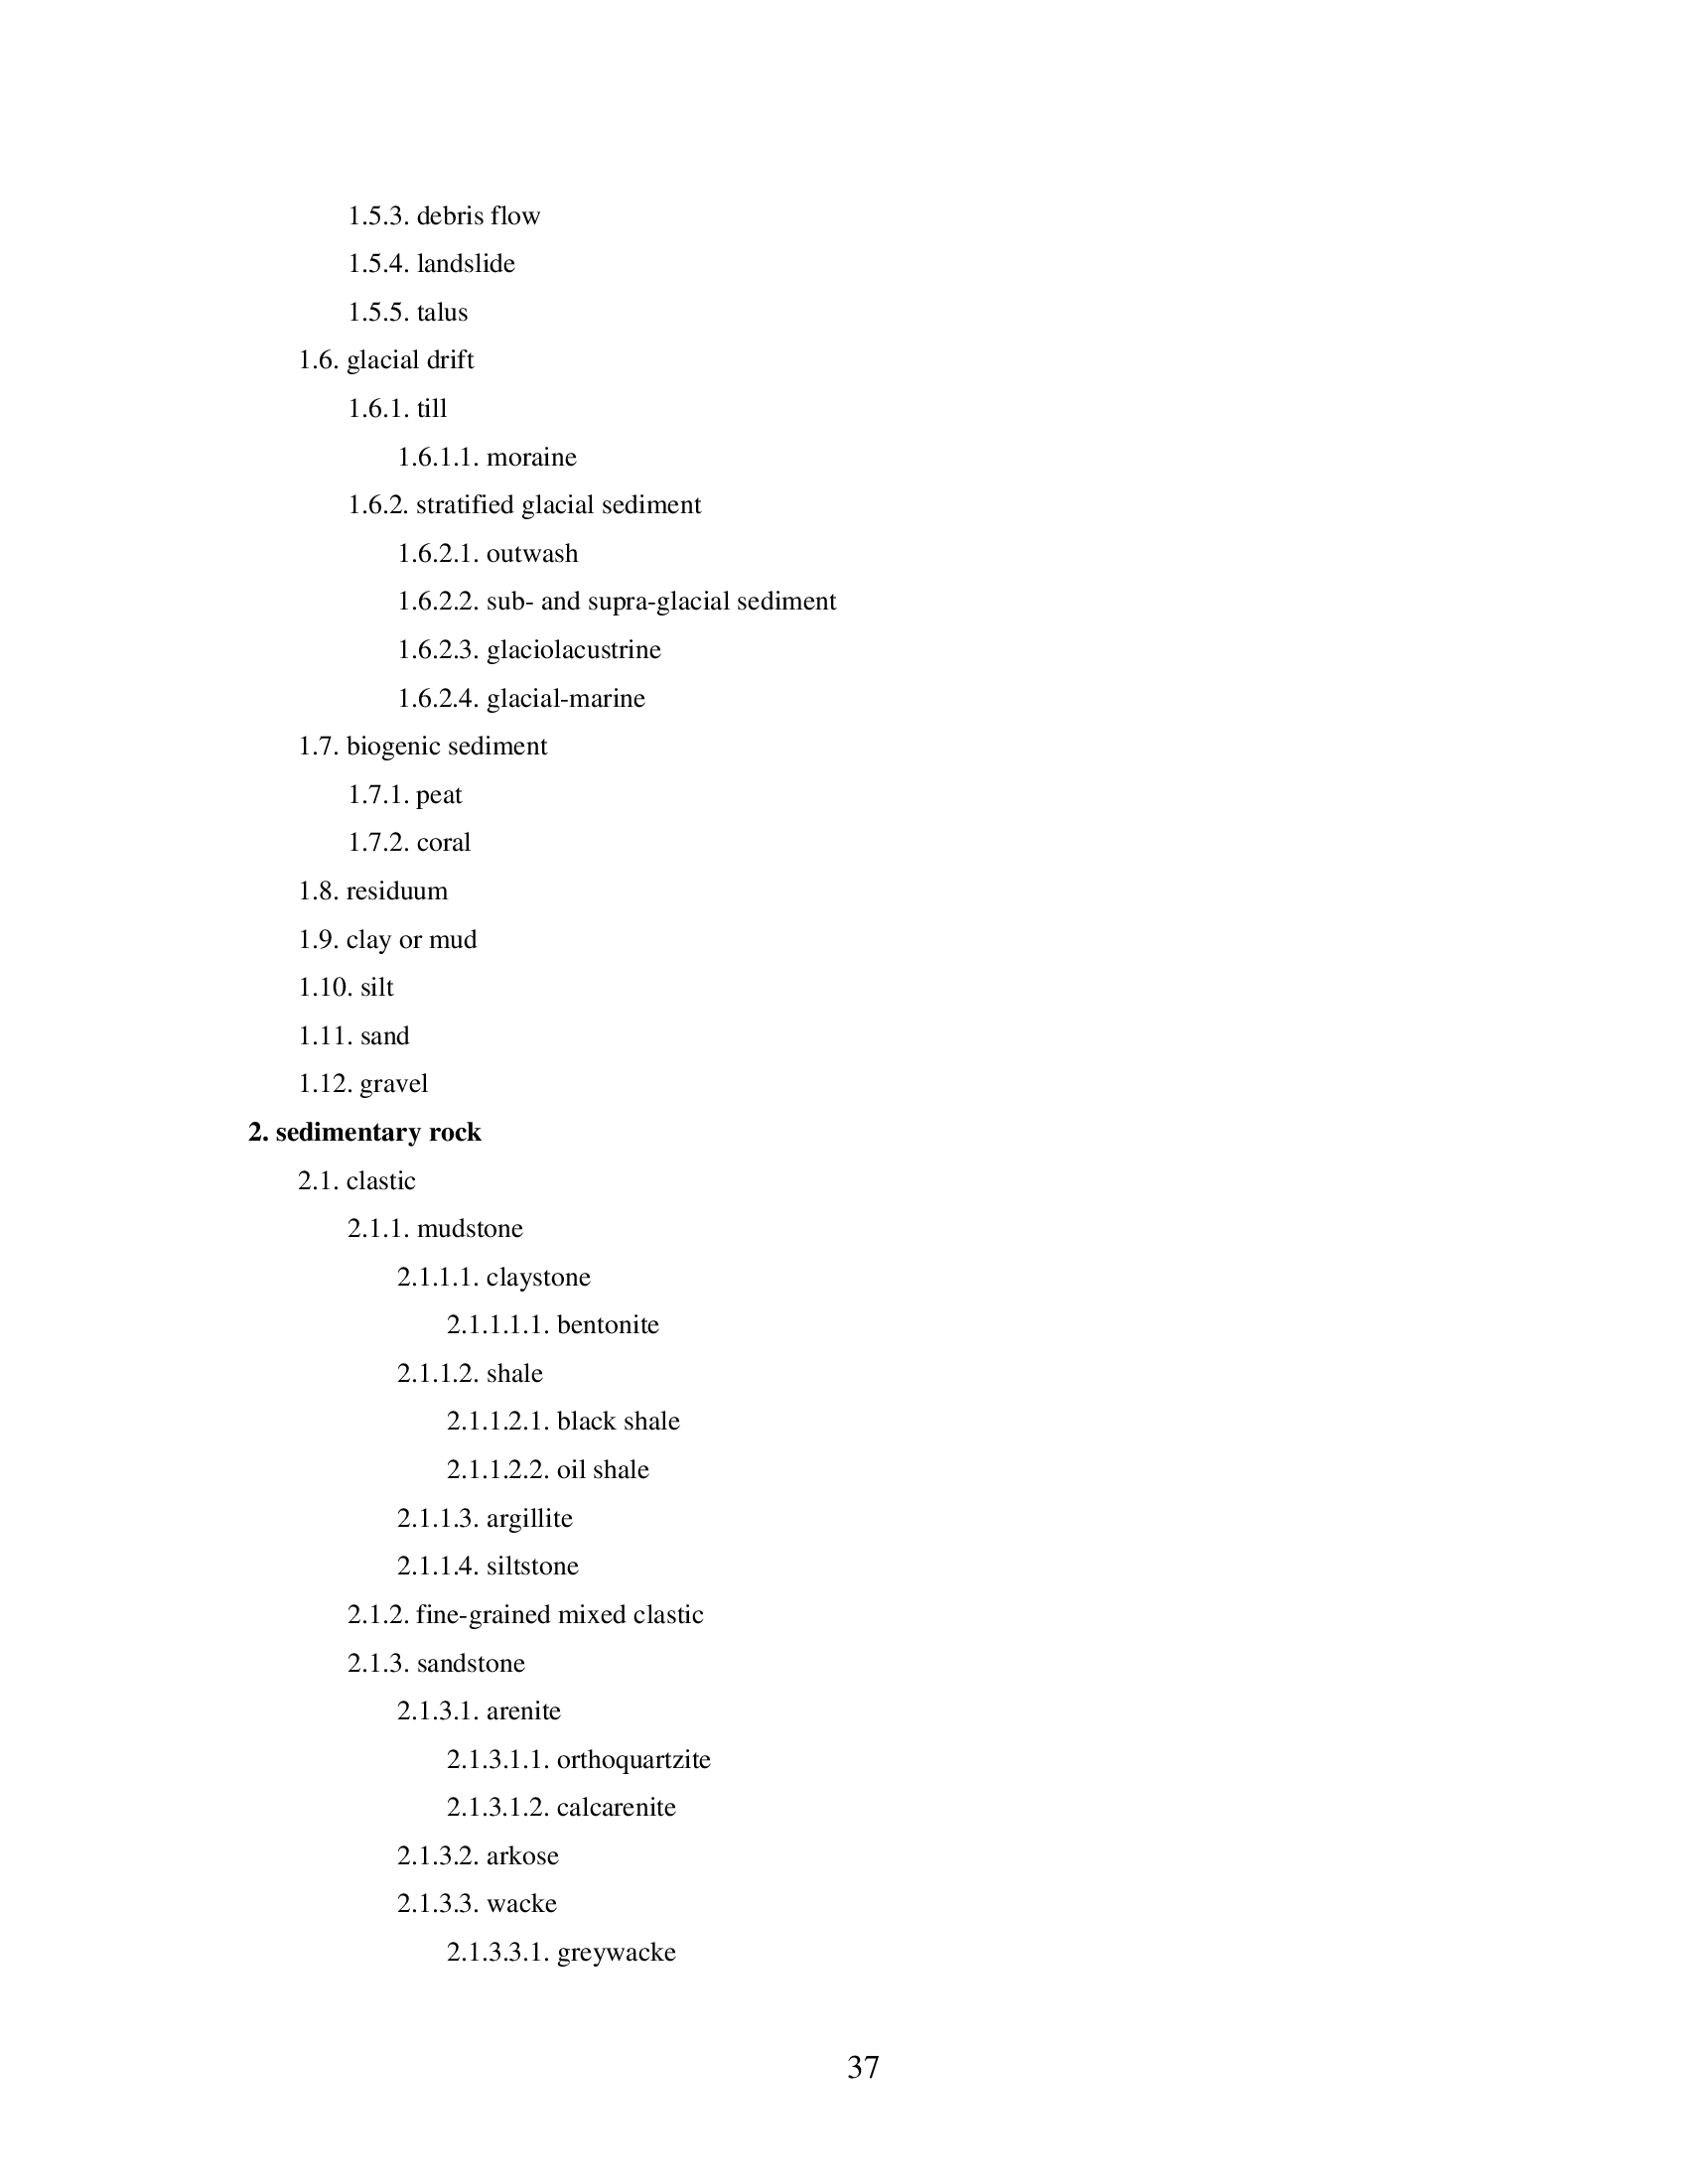 1.5.3. debris flow
1.5.4. landslide
1.5.5. talus
1.6. glacial drift
1.6.1. till
1.6.1.1. moraine
1.6.2. stratified glacial sediment
1.6.2.1. outwash
1.6.2.2. sub- and supra-glacial sediment
1.6.2.3. glaciolacustrine
1.6.2.4. glacial-marine
1.7. biogenic sediment
1.7.1. peat
1.7.2. coral
1.8. residuum
1.9. clay or mud
1.10. silt
1.11. sand
1.12. gravel
2. sedimentary rock
2.1. clastic
2.1.1. mudstone
2.1.1.1. claystone
2.1.1.1.1. bentonite
2.1.1.2. shale
2.1.1.2.1. black shale
2.1.1.2.2. oil shale
2.1.1.3. argillite
2.1.1.4. siltstone
2.1.2. fine-grained mixed clastic
2.1.3. sandstone
2.1.3.1. arenite
2.1.3.1.1. orthoquartzite
2.1.3.1.2. calcarenite
2.1.3.2. arkose
2.1.3.3. wacke
2.1.3.3.1. greywacke
37